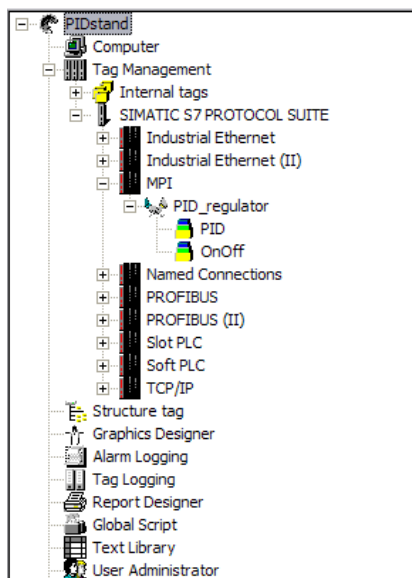 PIDstand
Computer
Tag Management
Internal tags
SIMATIC S7 PROTOCOL SUITE
Industrial Ethernet
Industrial Ethernet (II)
MPI
PID_regulator
PID
OnOff
Named Connections
PROFIBUS
PROFIBUS (II)
Slot PLC
Soft PLC
TCP/IP
Structure tag
Graphics Designer
Alarm Logging
Tag Logging
Report Designer
Global Script
Text Library
User Administrator